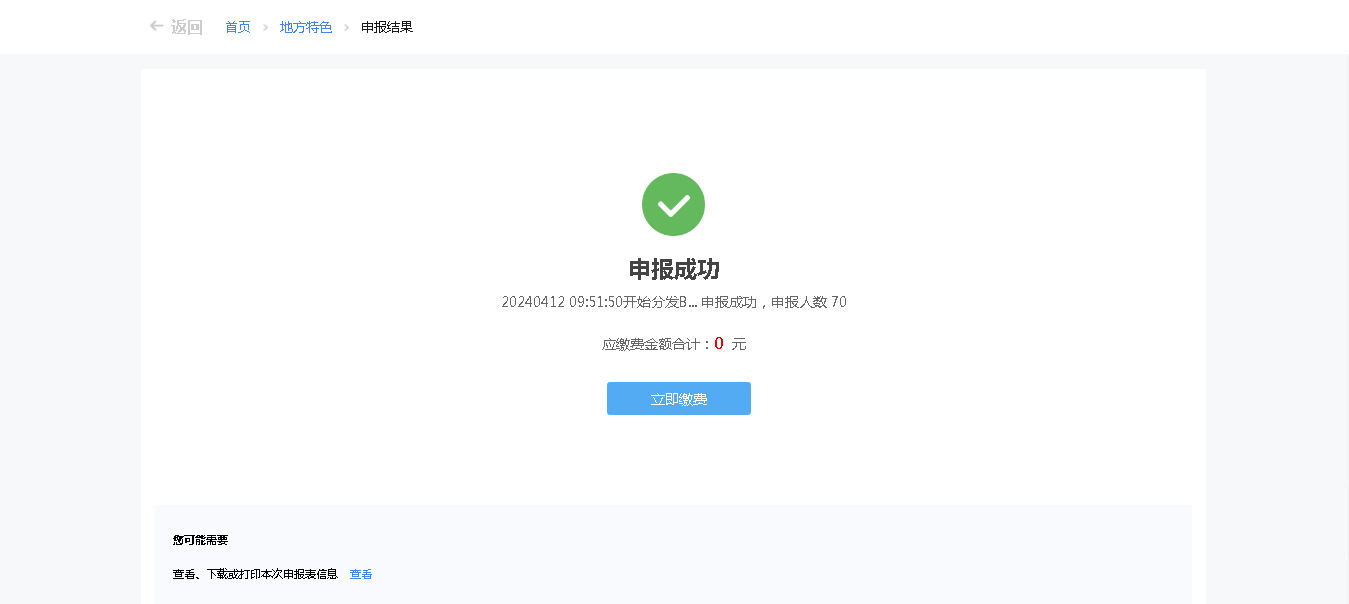 ← 返回 首页 > 地方特色 > 申报结果
申报成功
20240412 09:51:50开始分发B... 申报成功，申报人数 70
应缴费金额合计：0 元
立即缴费
您可能需要
查看、下载或打印本次申报表信息 查看